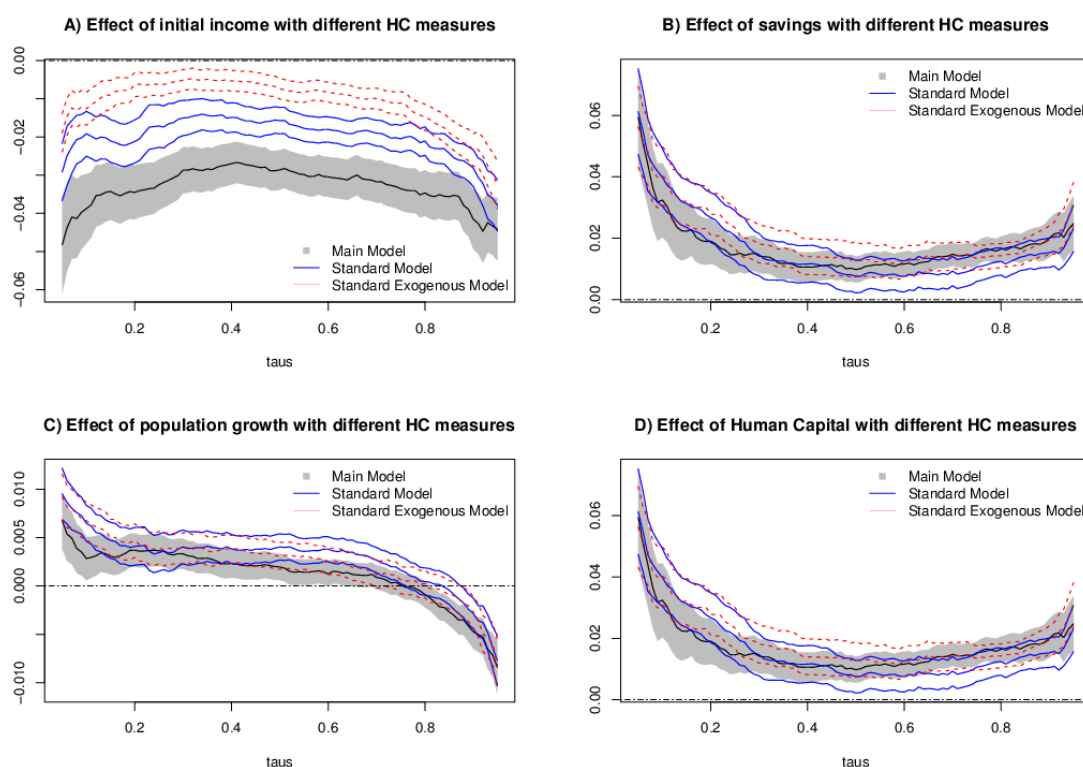 A) Effect of initial income with different HC measures
0.00
−0.02
−0.04
−0.06
Main Model
Standard Model
Standard Exogenous Model
0.2 0.4 0.6 0.8
taus
B) Effect of savings with different HC measures
0.06
0.04
0.02
0.00
Main Model
Standard Model
Standard Exogenous Model
0.2 0.4 0.6 0.8
taus
C) Effect of population growth with different HC measures
0.010
0.005
0.000
−0.010
Main Model
Standard Model
Standard Exogenous Model
0.2 0.4 0.6 0.8
taus
D) Effect of Human Capital with different HC measures
0.06
0.04
0.02
0.00
Main Model
Standard Model
Standard Exogenous Model
0.2 0.4 0.6 0.8
taus